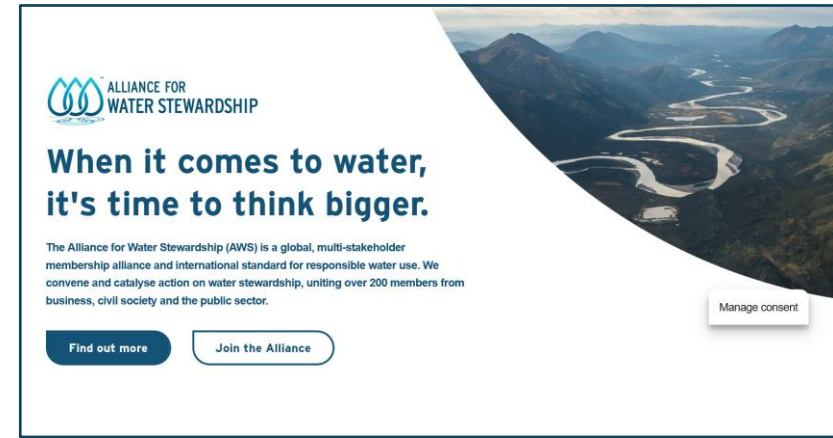 ALLIANCE FOR
WATER STEWARDSHIP
When it comes to water,
it's time to think bigger.
The Alliance for Water Stewardship (AWS) is a global, multi-stakeholder
membership alliance and international standard for responsible water use. We
convene and catalyse action on water stewardship, uniting over 200 members from
business, civil society and the public sector.
Manage consent
Find out more
Join the Alliance